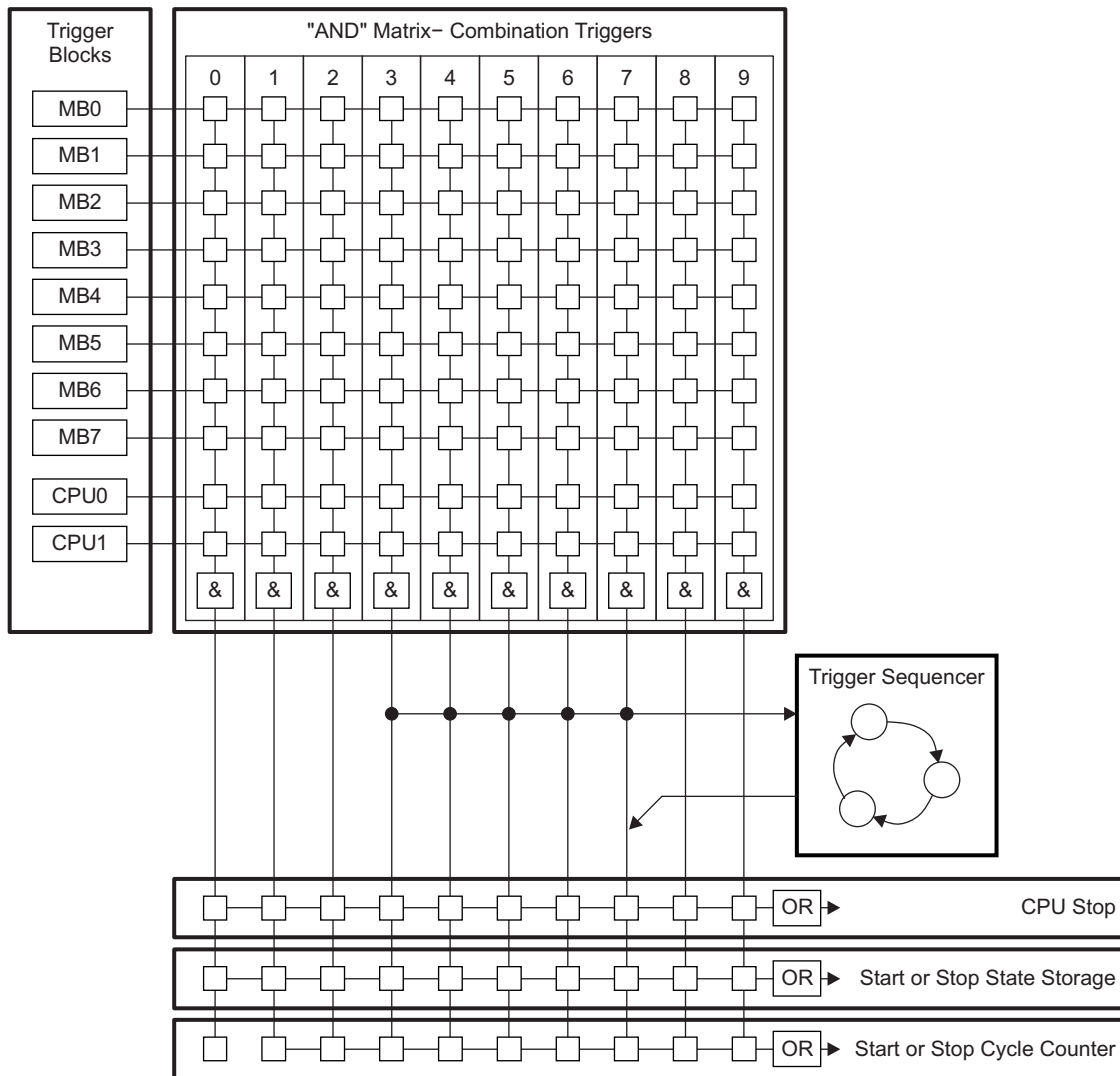 Trigger
Blocks
"AND" Matrix− Combination Triggers
0 1 2 3 4 5 6 7 8 9
MB0
MB1
MB2
MB3
MB4
MB5
MB6
MB7
CPU0
CPU1
& & & & & & & & & &
Trigger Sequencer
OR CPU Stop
OR Start or Stop State Storage
OR Start or Stop Cycle Counter